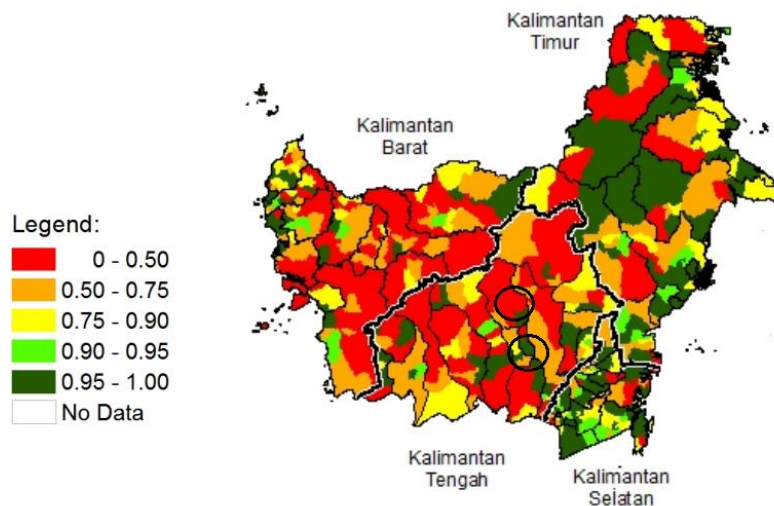 Kalimantan
Timur
Kalimantan
Barat
Legend:
0 - 0.50
0.50 - 0.75
0.75 - 0.90
0.90 - 0.95
0.95 - 1.00
No Data
Kalimantan
Tengah
Kalimantan
Selatan